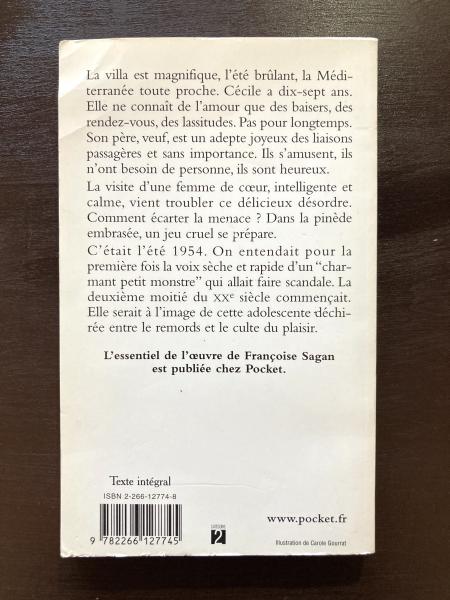 La villa est magnifique, l'été brûlant, la Médi-
terranée toute proche. Cécile a dix-sept ans.
Elle ne connaît de l'amour que des baisers, des
rendez-vous, des lassitudes. Pas pour longtemps.
Son père, veuf, est un adepte joyeux des liaisons
passagères et sans importance. Ils s'amusent, ils
n'ont besoin de personne, ils sont heureux.
La visite d'une femme de cœur, intelligente et
calme, vient troubler ce délicieux désordre.
Comment écarter la menace ? Dans la pinède
embrasée, un jeu cruel se prépare.
C'était l'été 1954. On entendait pour la
première fois la voix sèche et rapide d'un “char-
mant petit monstre” qui allait faire scandale. La
deuxième moitié du XXe siècle commençait.
Elle serait à l'image de cette adolescente déchi-
rée entre le remords et le culte du plaisir.
L'essentiel de l'œuvre de Françoise Sagan
est publiée chez Pocket.
Texte intégral
ISBN 2-266-12774-8
9 782266 127745
CATÉGORIE
2
www.pocket.fr
Illustration de Carole Gourrat